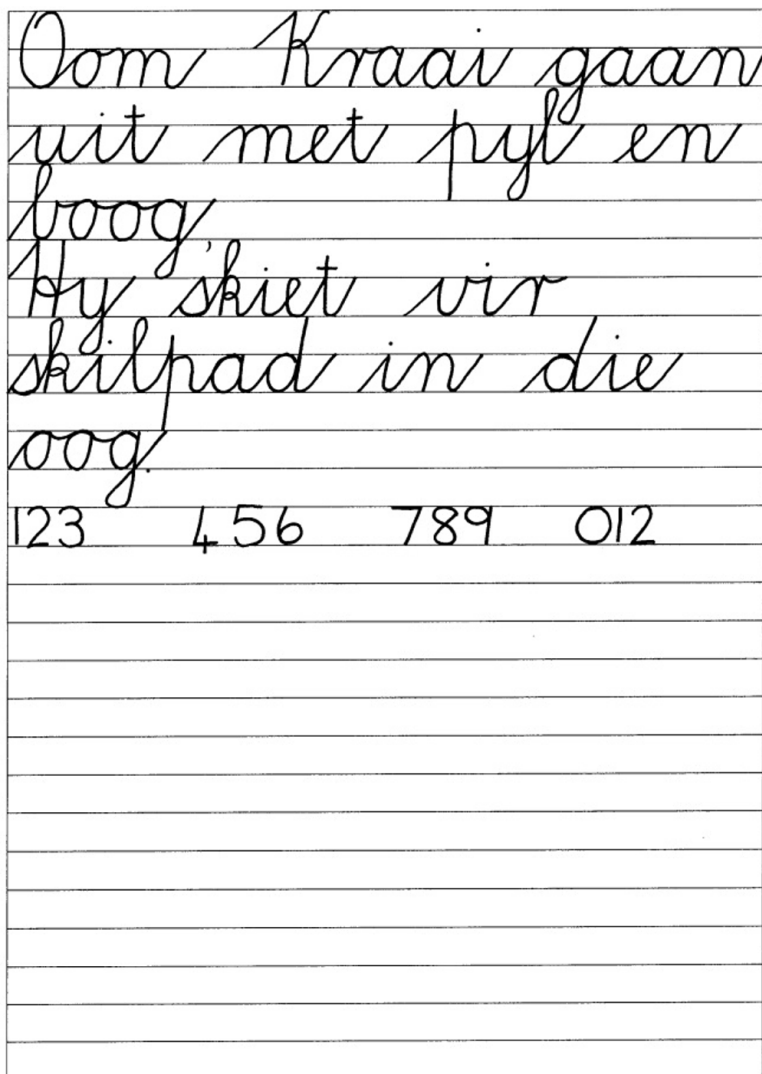 Oom Kraai gaan
uit met pyl en
boog,
Hy skiet vir
skilpad in die
oog.
123 456 789 012